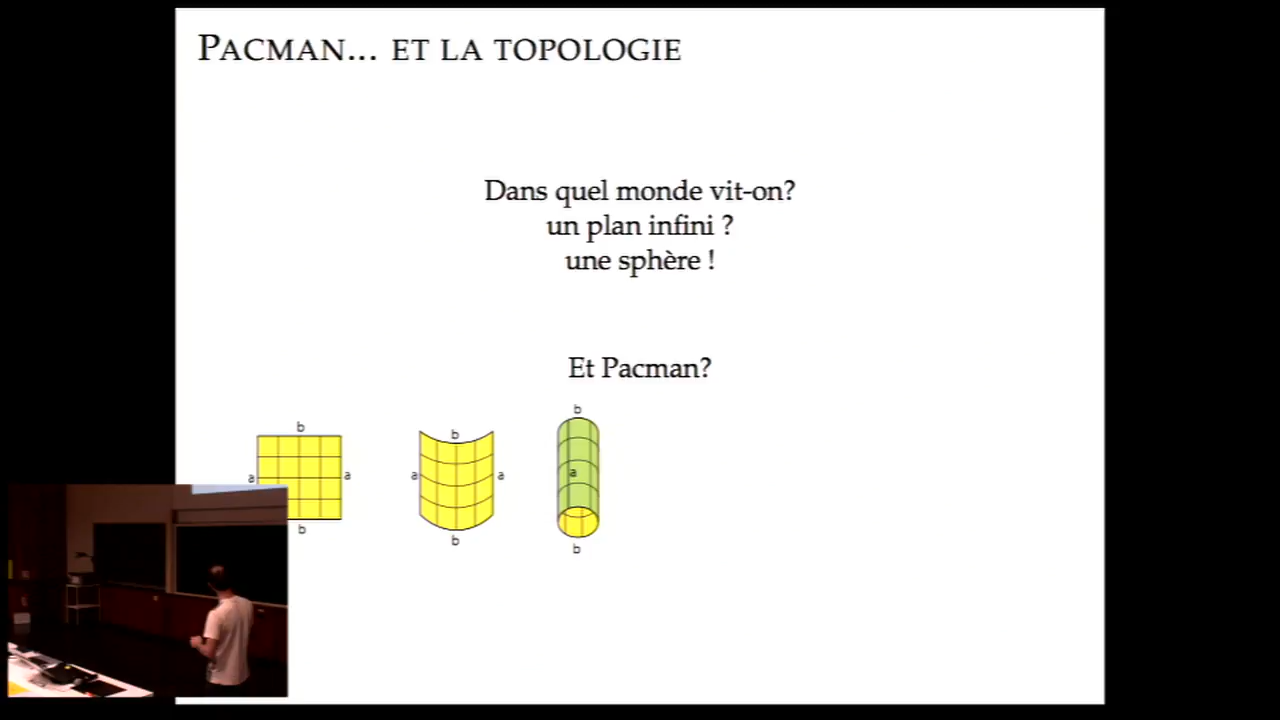 PACMAN... ET LA TOPOLOGIE
Dans quel monde vit-on?
un plan infini ?
une sphère !
Et Pacman?
b
a
a
b
b
a
a
b
b
a
b